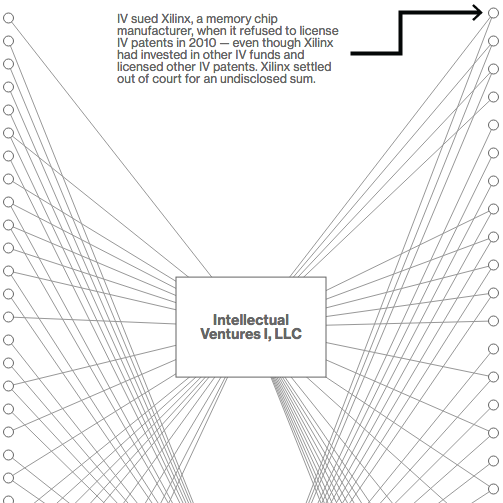 IV sued Xilinx, a memory chip
manufacturer, when it refused to license
IV patents in 2010 — even though Xilinx
had invested in other IV funds and
licensed other IV patents. Xilinx settled
out of court for an undisclosed sum.
Intellectual
Ventures I, LLC